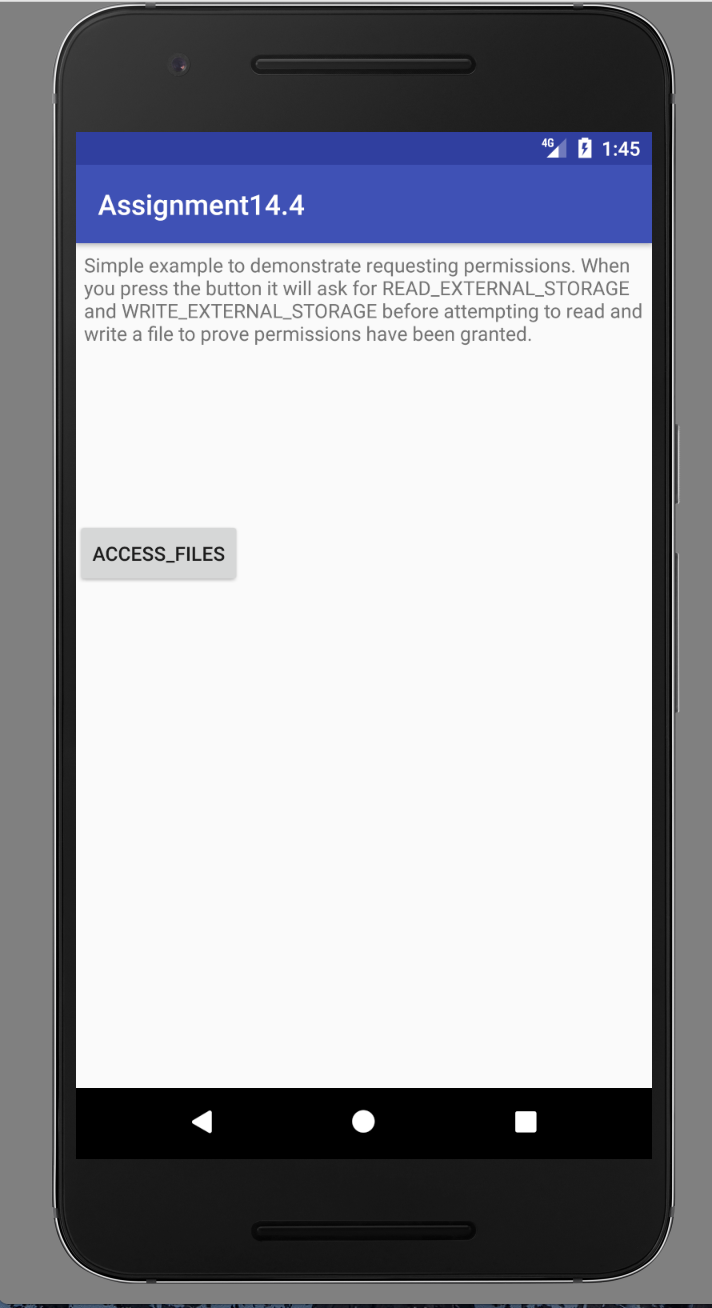 4G 1:45
Assignment14.4
Simple example to demonstrate requesting permissions. When
you press the button it will ask for READ_EXTERNAL_STORAGE
and WRITE_EXTERNAL_STORAGE before attempting to read and
write a file to prove permissions have been granted.
ACCESS_FILES